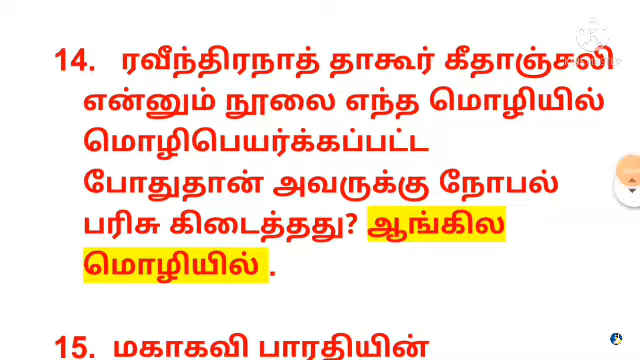 14. ரவீந்திரநாத் தாகூர் கீதாஞ்சலி
என்னும் நூலை எந்த மொழியில்
மொழிபெயர்க்கப்பட்ட
போதுதான் அவருக்கு நோபல்
பரிசு கிடைத்தது? ஆங்கில
மொழியில் .
15. மகாகவி பாரதியின்